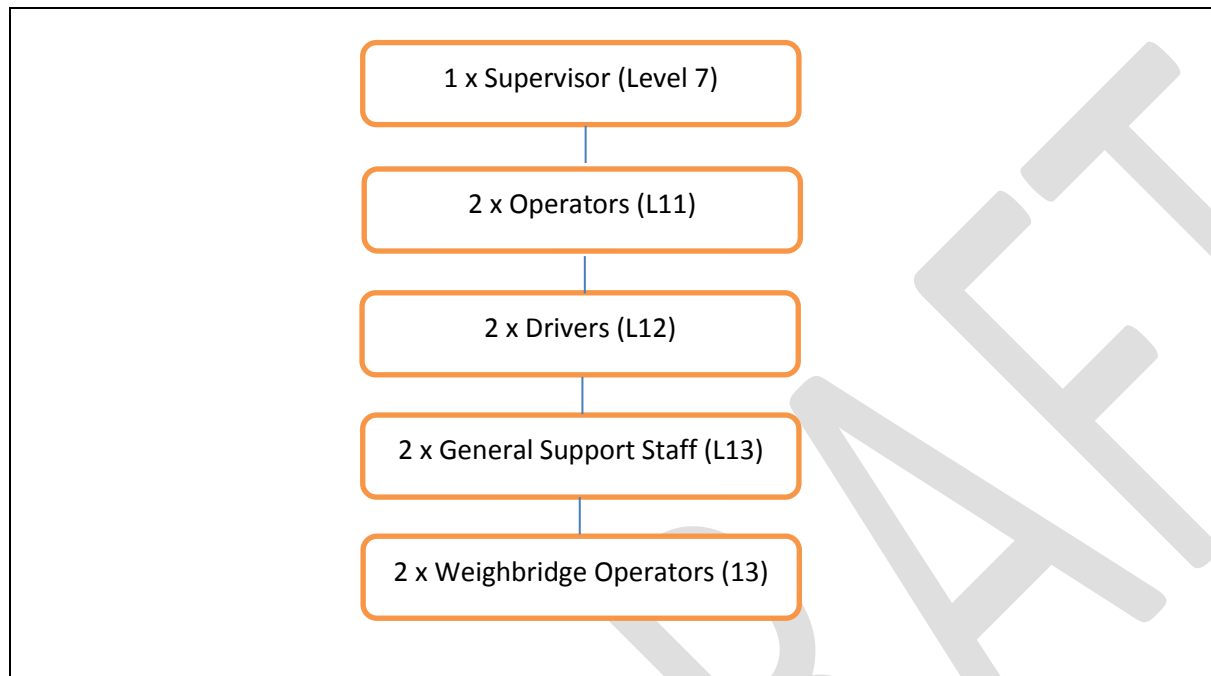 1 x Supervisor (Level 7)
2 x Operators (L11)
2 x Drivers (L12)
2 x General Support Staff (L13)
2 x Weighbridge Operators (13)
DRAFT